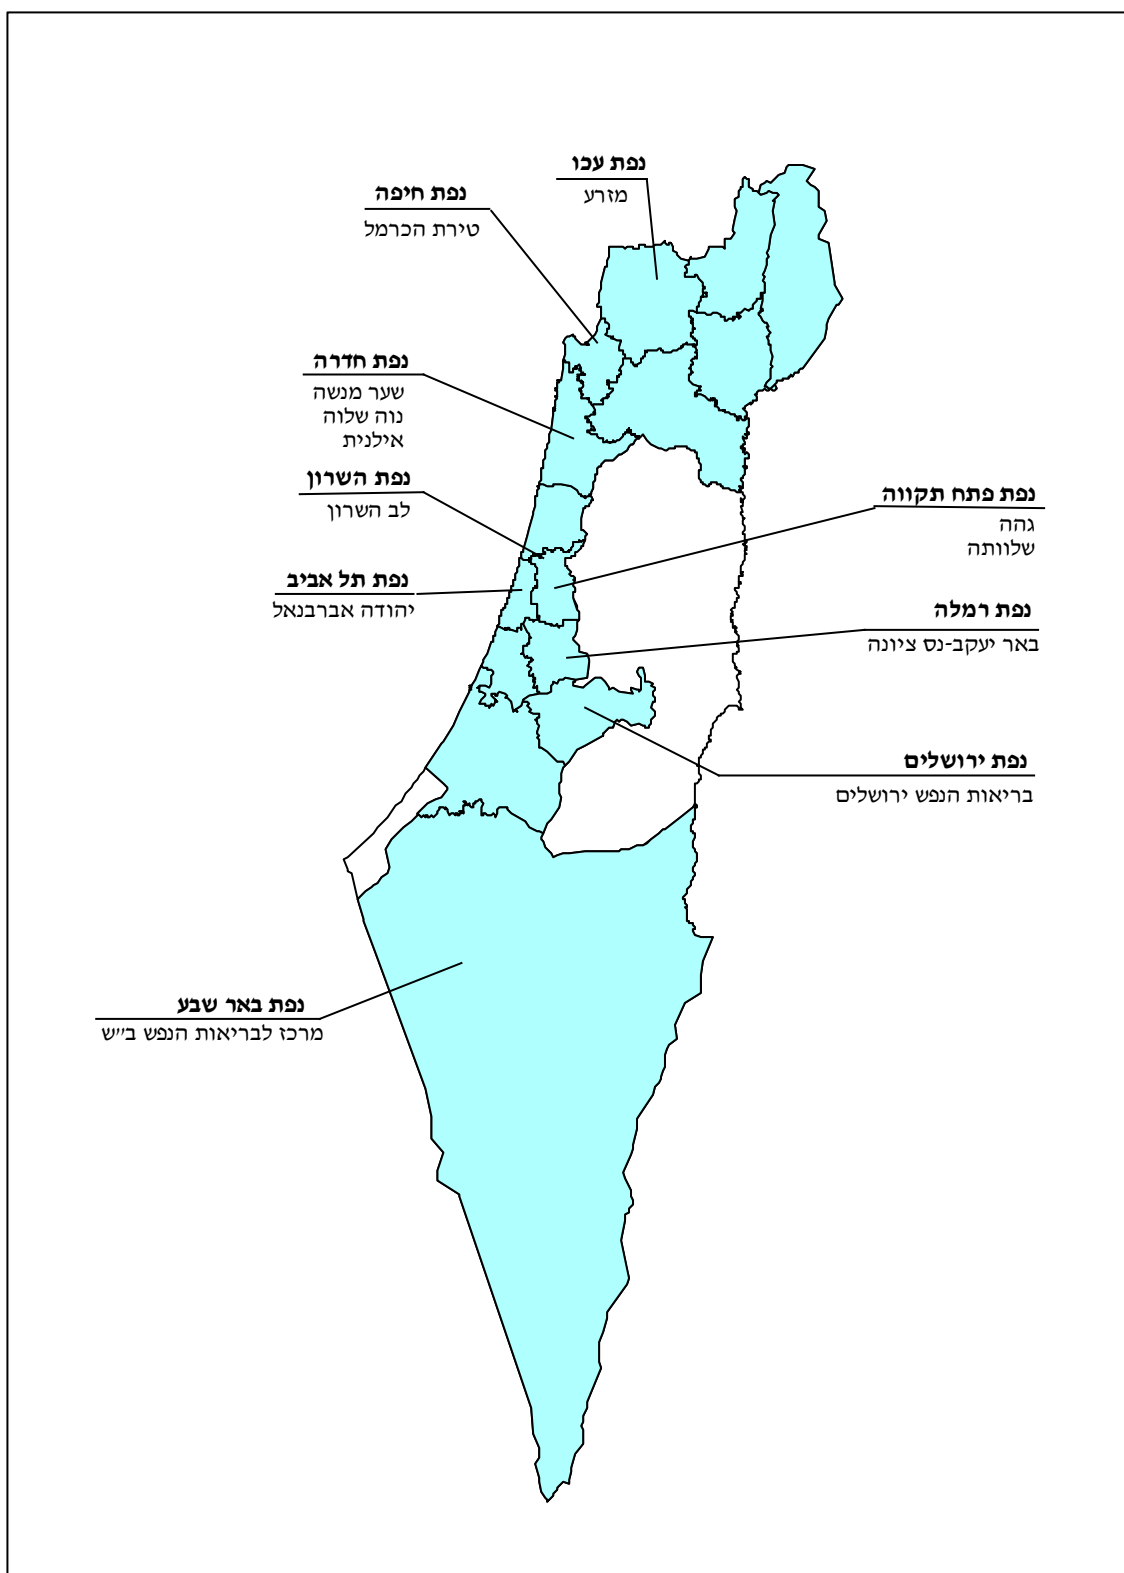 נפת עכו
מזרע
נפת חיפה
טירת הכרמל
נפת חדרה
שער מנשה
נוה שלוה
אילנית
נפת השרון
לב השרון
נפת פתח תקווה
גהה
שלוותה
נפת תל אביב
יהודה אברבנאל
נפת רמלה
באר יעקב-נס ציונה
נפת ירושלים
בריאות הנפש ירושלים
נפת באר שבע
מרכז לבריאות הנפש ב״ש